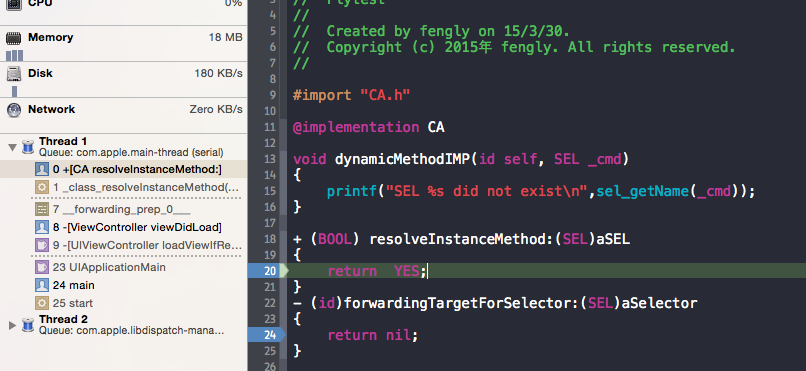 CPU 0%
Memory 18 MB
Disk 180 KB/s
Network Zero KB/s
Thread 1
Queue: com.apple.main-thread (serial)
0 +[CA resolveInstanceMethod:]
1 _class_resolveInstanceMethod(...
7 __forwarding_prep_0___
8 -[ViewController viewDidLoad]
9 -[UIViewController loadViewIfRe...
23 UIApplicationMain
24 main
25 start
Thread 2
Queue: com.apple.libdispatch-mana...
4 //
5 // Created by fengly on 15/3/30.
6 // Copyright (c) 2015年 fengly. All rights reserved.
7 //
8
9 #import "CA.h"
10
11 @implementation CA
12
13 void dynamicMethodIMP(id self, SEL _cmd)
14 {
15 printf("SEL %s did not exist\n",sel_getName(_cmd));
16 }
17
18 + (BOOL) resolveInstanceMethod:(SEL)aSEL
19 {
20 return  YES;
21 }
22 - (id)forwardingTargetForSelector:(SEL)aSelector
23 {
24 return nil;
25 }
26